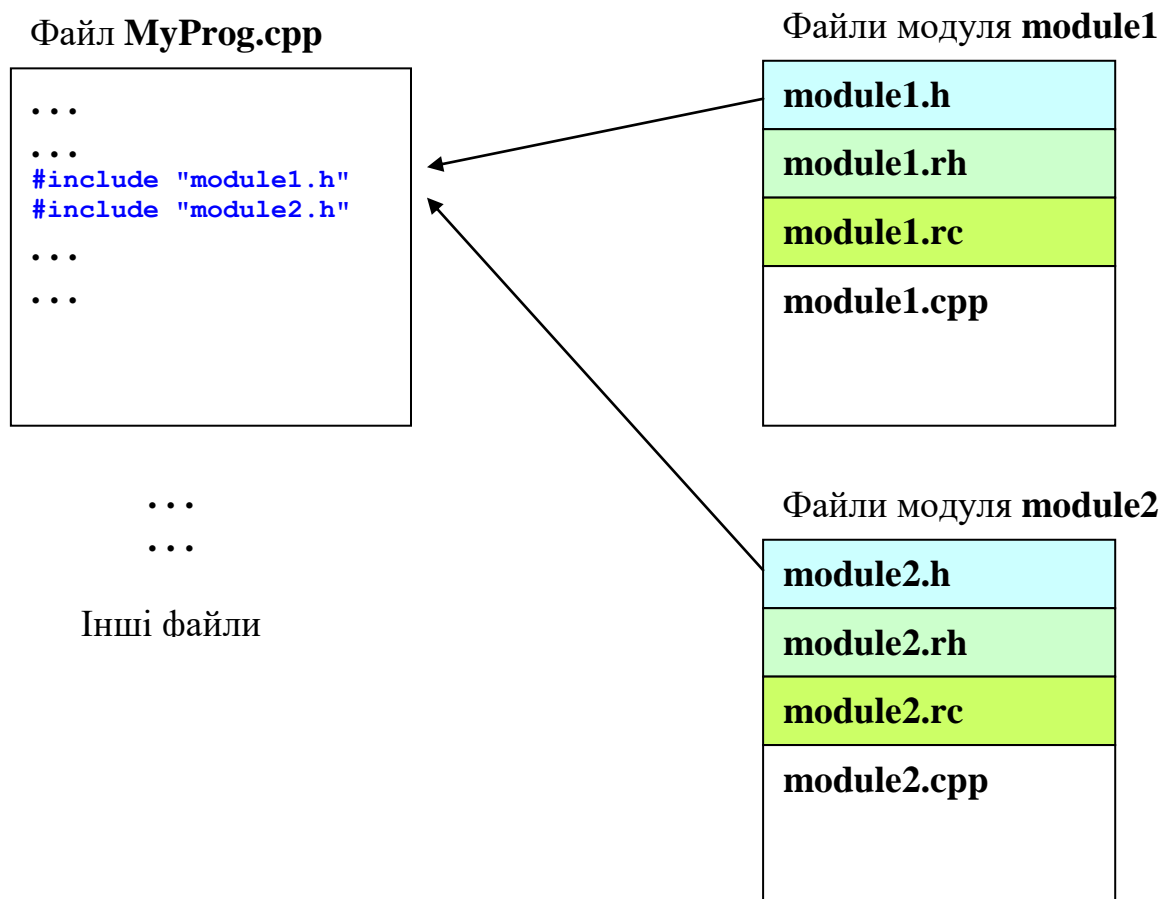 Файл MyProg.cpp
...
...
#include "module1.h"
#include "module2.h"
...
...
...
...
Інші файли
Файли модуля module1
module1.h
module1.rh
module1.rc
module1.cpp
Файли модуля module2
module2.h
module2.rh
module2.rc
module2.cpp